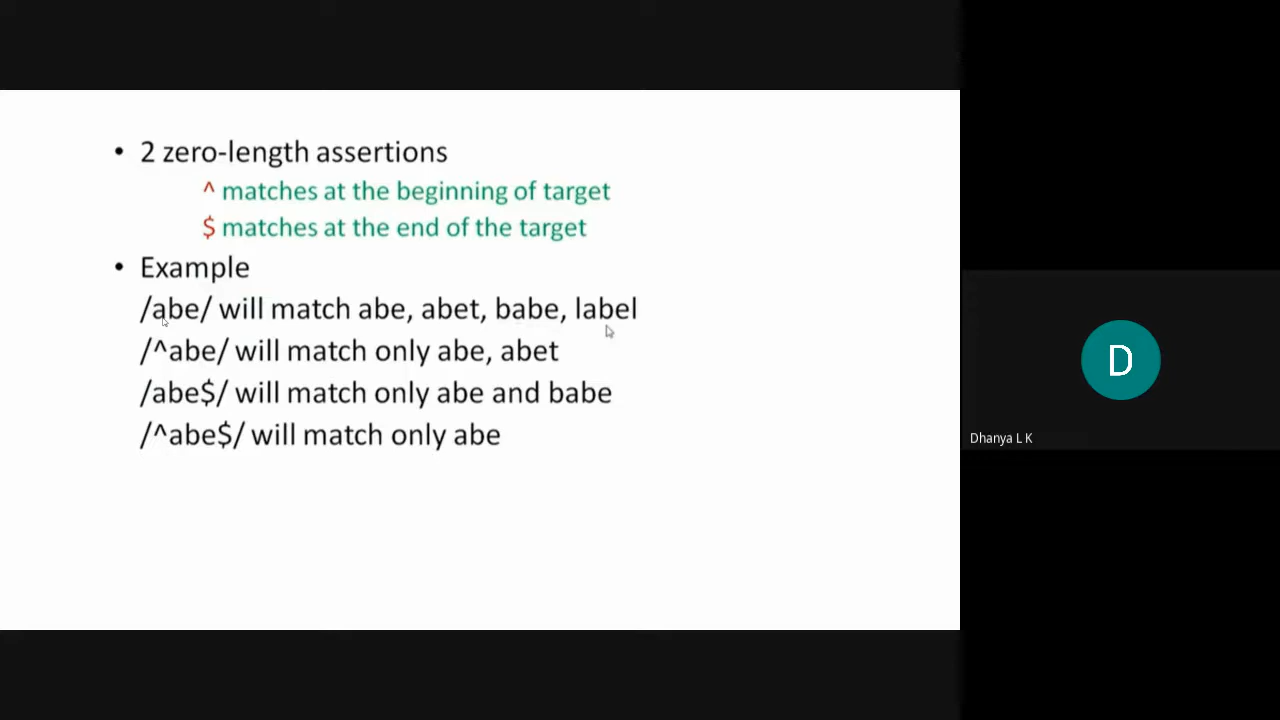 • 2 zero-length assertions
^ matches at the beginning of target
$ matches at the end of the target
• Example
/abe/ will match abe, abet, babe, label
/^abe/ will match only abe, abet
/abe$/ will match only abe and babe
/^abe$/ will match only abe
D
Dhanya L K